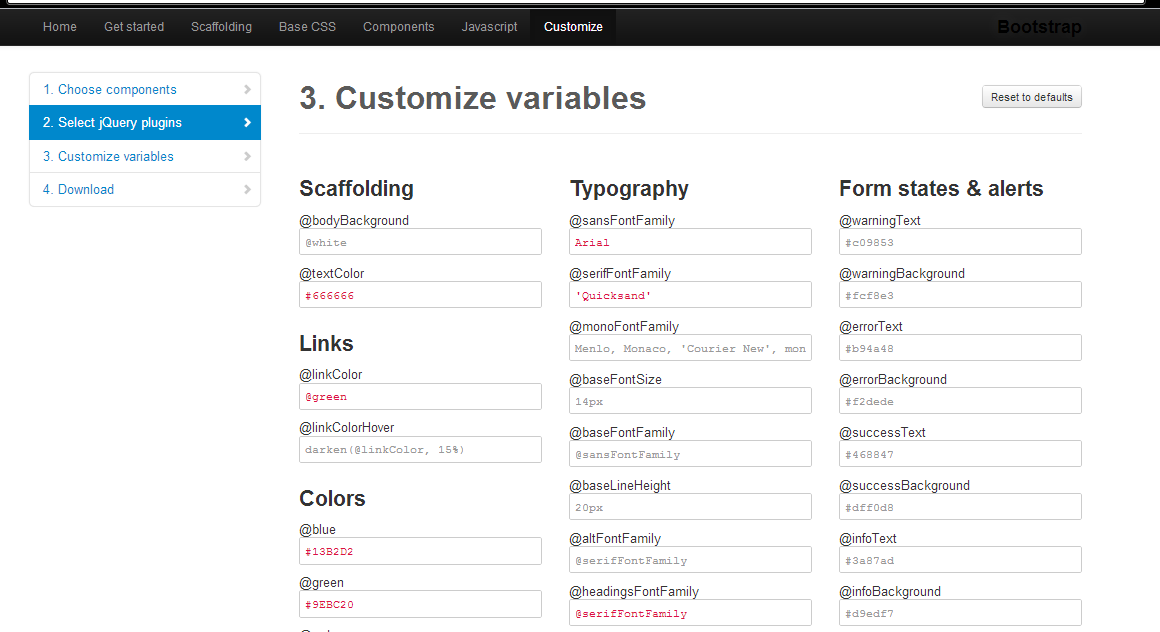 Home Get started Scaffolding Base CSS Components Javascript Customize Bootstrap
1. Choose components
2. Select jQuery plugins
3. Customize variables
4. Download
3. Customize variables
Reset to defaults
Scaffolding
@bodyBackground
@white
@textColor
#666666
Links
@linkColor
@green
@linkColorHover
darken(@linkColor, 15%)
Colors
@blue
#13B2D2
@green
#9EBC20
Typography
@sansFontFamily
Arial
@serifFontFamily
'Quicksand'
@monoFontFamily
Menlo, Monaco, 'Courier New', mon
@baseFontSize
14px
@baseFontFamily
@sansFontFamily
@baseLineHeight
20px
@altFontFamily
@serifFontFamily
@headingsFontFamily
@serifFontFamily
Form states & alerts
@warningText
#c09853
@warningBackground
#fcf8e3
@errorText
#b94a48
@errorBackground
#f2dede
@successText
#468847
@successBackground
#dff0d8
@infoText
#3a87ad
@infoBackground
#d9edf7